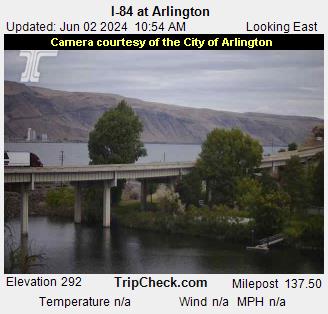 I-84 at Arlington
Updated: Jun 02 2024 10:54 AM Looking East
Camera courtesy of the City of Arlington
Elevation 292 TripCheck.com Milepost 137.50
Temperature n/a Wind n/a MPH n/a